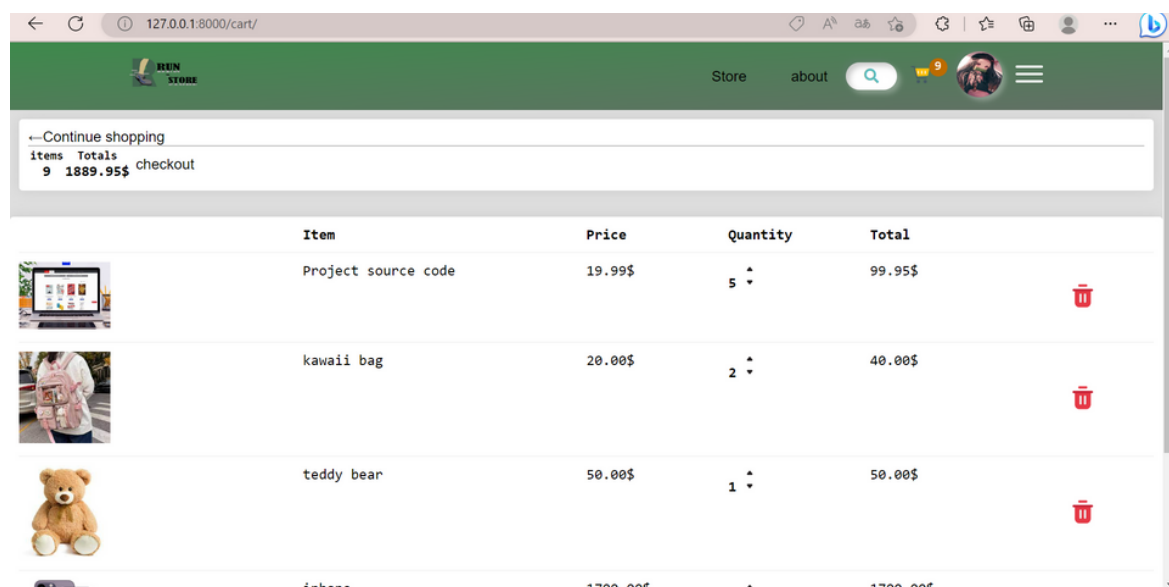 127.0.0.1:8000/cart/
RUN
STORE
Store about 9
←Continue shopping
items Totals
9 1889.95$ checkout
Item Price Quantity Total
Project source code 19.99$ 5 99.95$
kawaii bag 20.00$ 2 40.00$
teddy bear 50.00$ 1 50.00$